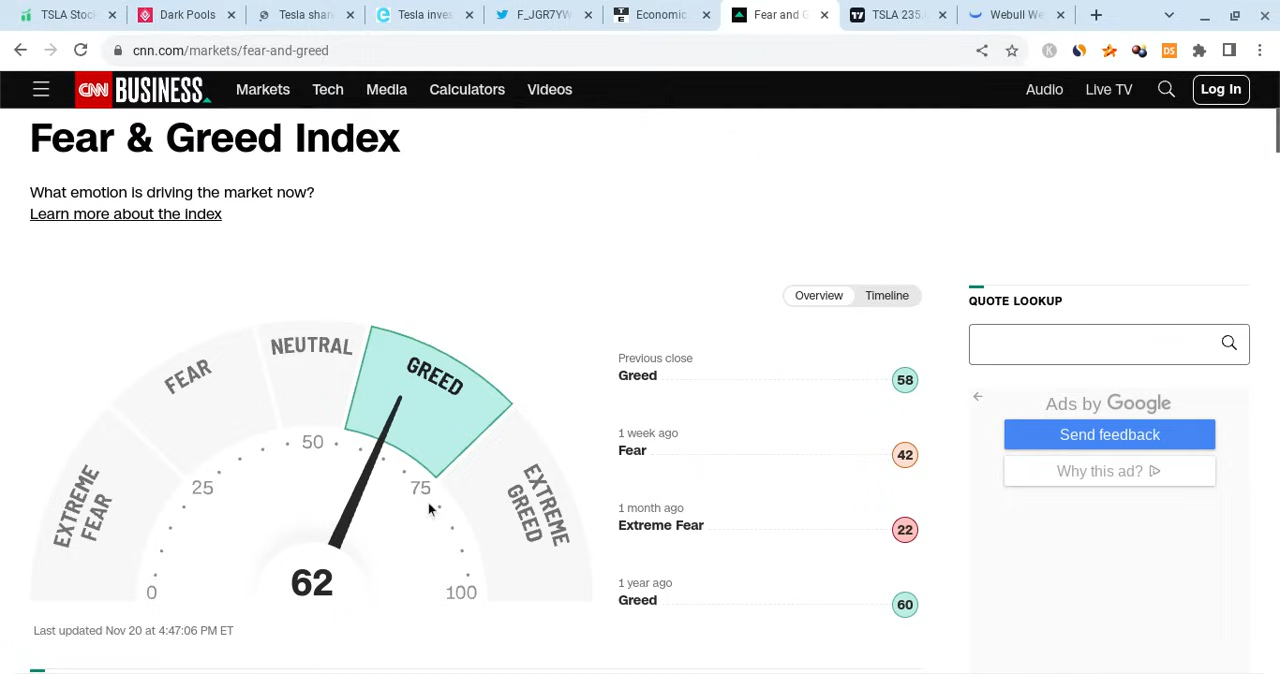 TSLA Stock
Dark Pools
Tesla shar
Tesla inves
F_JGR7YW
Economic
Fear and G
TSLA 235.
Webull We
cnn.com/markets/fear-and-greed
K
DS
CNN BUSINESS
Markets
Tech
Media
Calculators
Videos
Audio
Live TV
Log In
Fear & Greed Index
What emotion is driving the market now?
Learn more about the index
Overview
Timeline
EXTREME
FEAR
FEAR
NEUTRAL
GREED
EXTREME
GREED
0
25
50
75
100
62
Last updated Nov 20 at 4:47:06 PM ET
Previous close
Greed 58
1 week ago
Fear 42
1 month ago
Extreme Fear 22
1 year ago
Greed 60
QUOTE LOOKUP
Ads by Google
Send feedback
Why this ad?